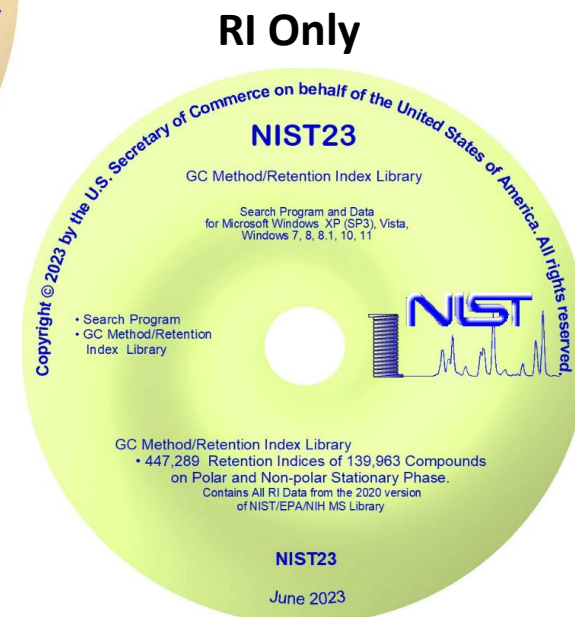 RI Only
Copyright © 2023 by the U.S. Secretary of Commerce on behalf of the United States of America. All rights reserved.
NIST23
GC Method/Retention Index Library
Search Program and Data
for Microsoft Windows XP (SP3), Vista,
Windows 7, 8, 8.1, 10, 11
• Search Program
• GC Method/Retention
Index Library
NIST
GC Method/Retention Index Library
• 447,289 Retention Indices of 139,963 Compounds
on Polar and Non-polar Stationary Phase.
Contains All RI Data from the 2020 version
of NIST/EPA/NIH MS Library
NIST23
June 2023